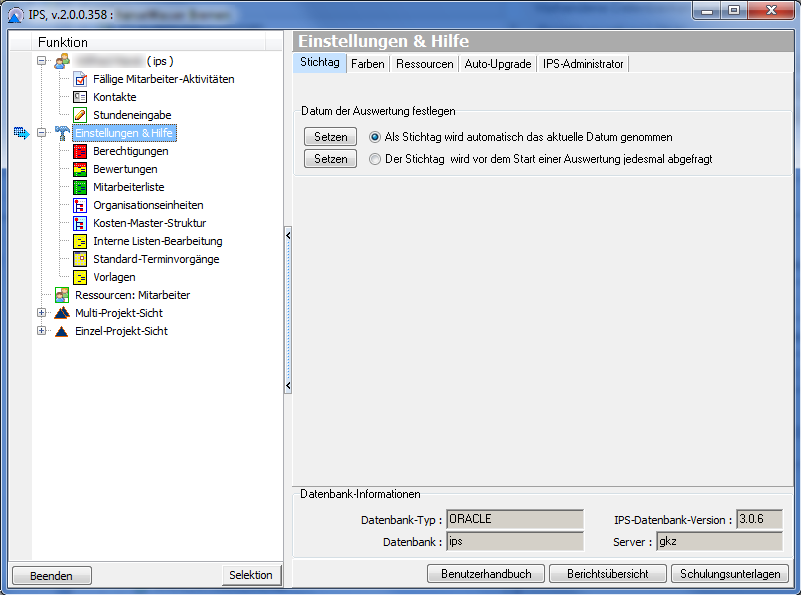 IPS, v.2.0.0.358 :
Funktion
( ips )
Fällige Mitarbeiter-Aktivitäten
Kontakte
Stundeneingabe
Einstellungen & Hilfe
Berechtigungen
Bewertungen
Mitarbeiterliste
Organisationseinheiten
Kosten-Master-Struktur
Interne Listen-Bearbeitung
Standard-Terminvorgänge
Vorlagen
Ressourcen: Mitarbeiter
Multi-Projekt-Sicht
Einzel-Projekt-Sicht
Beenden
Selektion
Einstellungen & Hilfe
Stichtag Farben Ressourcen Auto-Upgrade IPS-Administrator
Datum der Auswertung festlegen
Setzen Als Stichtag wird automatisch das aktuelle Datum genommen
Setzen Der Stichtag wird vor dem Start einer Auswertung jedesmal abgefragt
Datenbank-Informationen
Datenbank-Typ : ORACLE IPS-Datenbank-Version : 3.0.6
Datenbank : ips Server : gkz
Benutzerhandbuch Berichtsübersicht Schulungsunterlagen